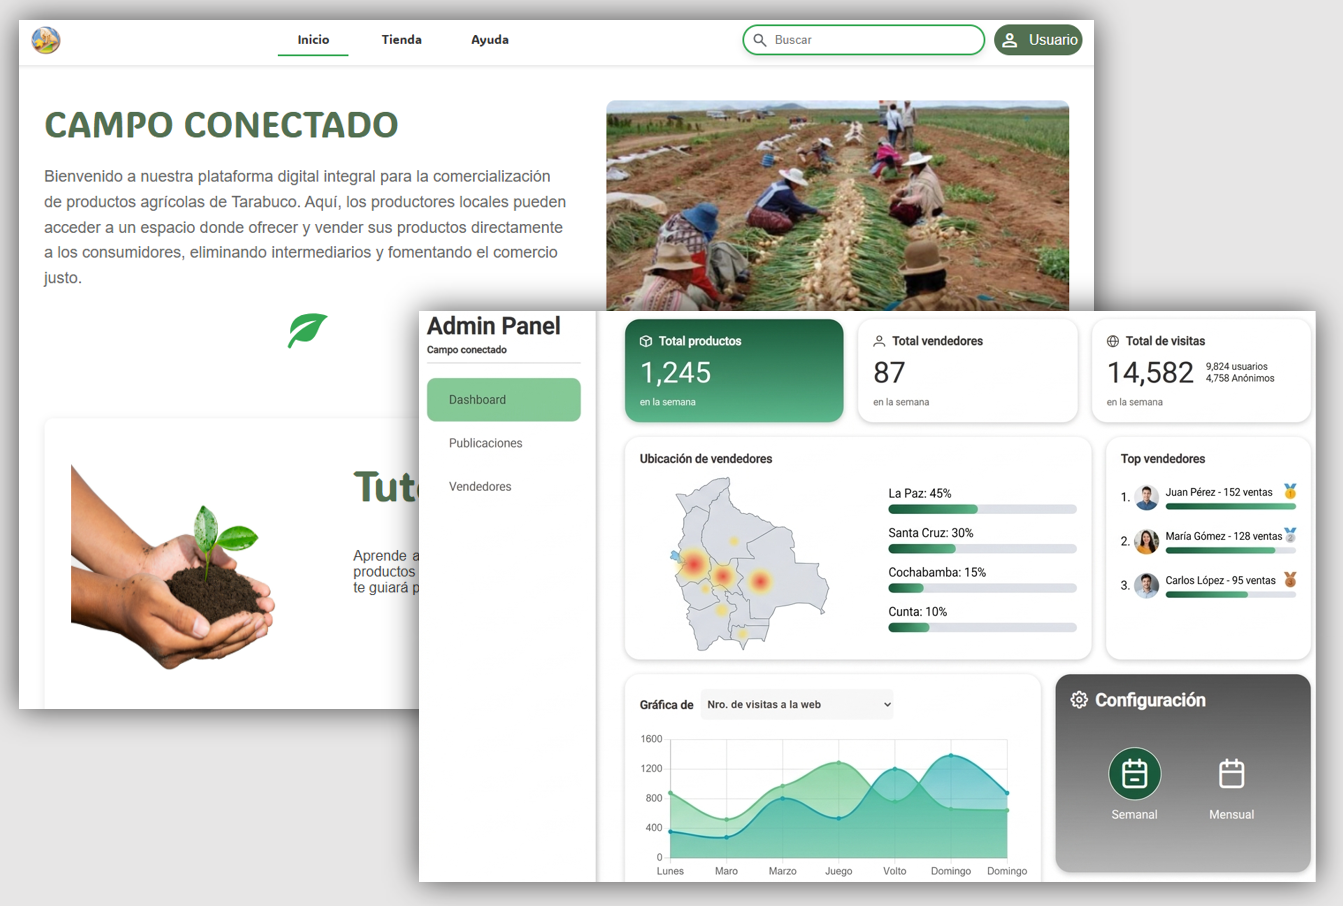 Inicio
Tienda
Ayuda
Buscar
Usuario
CAMPO CONECTADO
Bienvenido a nuestra plataforma digital integral para la comercialización
de productos agrícolas de Tarabuco. Aquí, los productores locales pueden
acceder a un espacio donde ofrecer y vender sus productos directamente
a los consumidores, eliminando intermediarios y fomentando el comercio
justo.
Aprende
productos
te guiará
Admin Panel
Campo conectado
Dashboard
Publicaciones
Vendedores
Total productos
1,245
en la semana
Total vendedores
87
en la semana
Total de visitas
14,582
9,824 usuarios
4,758 Anónimos
en la semana
Ubicación de vendedores
La Paz: 45%
Santa Cruz: 30%
Cochabamba: 15%
Cunta: 10%
Top vendedores
1. Juan Pérez - 152 ventas
2. María Gómez - 128 ventas
3. Carlos López - 95 ventas
Gráfica de
Nro. de visitas a la web
1600
1200
800
400
0
Lunes Maro Marzo Juego Volto Domingo Domingo
Configuración
Semanal
Mensual